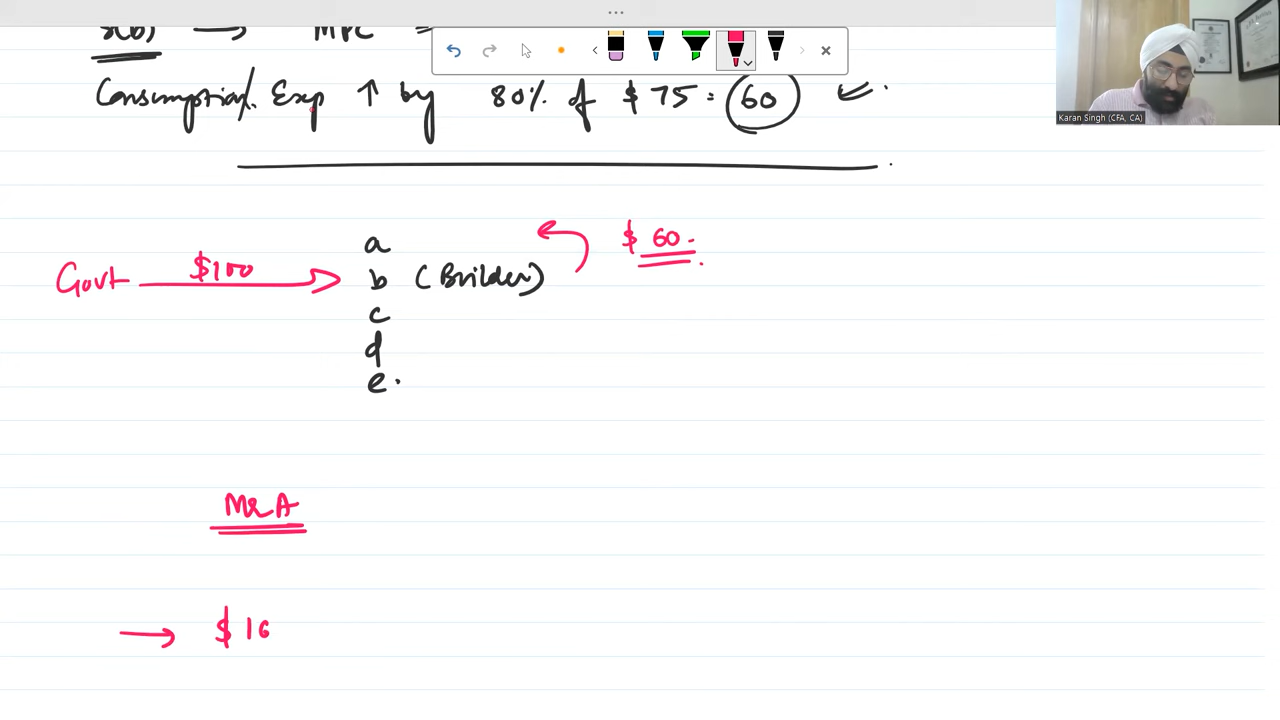 MPC =
Consumption Exp ↑ by 80% of $75 = 60
a
$60.
Govt $100 b (Builder)
c
d
e.
Mr A
→ $16
Karan Singh (CFA, CA)